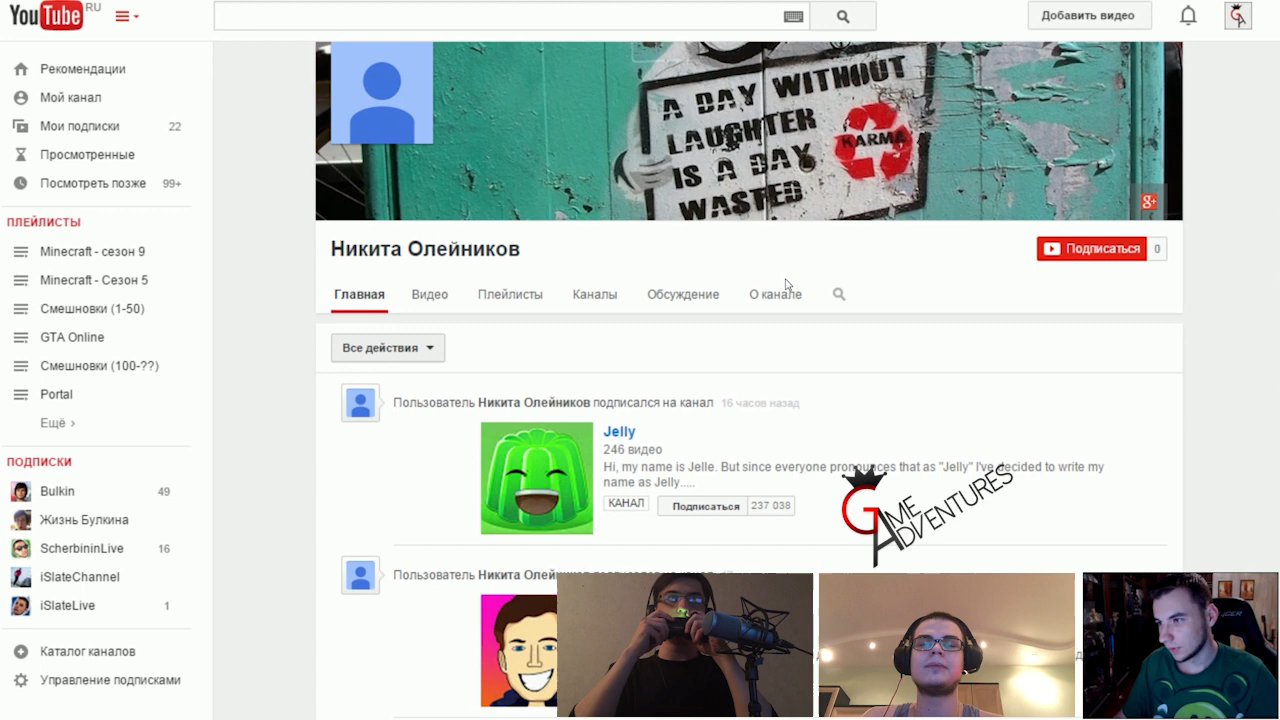 YouTube RU
Добавить видео
GA
Рекомендации
Мой канал
Мои подписки 22
Просмотренные
Посмотреть позже 99+
ПЛЕЙЛИСТЫ
Minecraft - сезон 9
Minecraft - Сезон 5
Смешновки (1-50)
GTA Online
Смешновки (100-??)
Portal
Ещё ›
ПОДПИСКИ
Bulkin 49
Жизнь Булкина
ScherbininLive 16
iSlateChannel
iSlateLive 1
Каталог каналов
Управление подписками
A DAY WITHOUT
LAUGHTER
IS A DAY
WASTED
KARMA
g+
Никита Олейников
Подписаться 0
Главная Видео Плейлисты Каналы Обсуждение О канале
Все действия
Пользователь Никита Олейников подписался на канал 16 часов назад
Jelly
246 видео
Hi, my name is Jelle. But since everyone pronounces that as "Jelly" I've decided to write my
name as Jelly.....
КАНАЛ Подписаться 237 038
GAME
ADVENTURES
Пользователь Никита Олейников подписался на канал